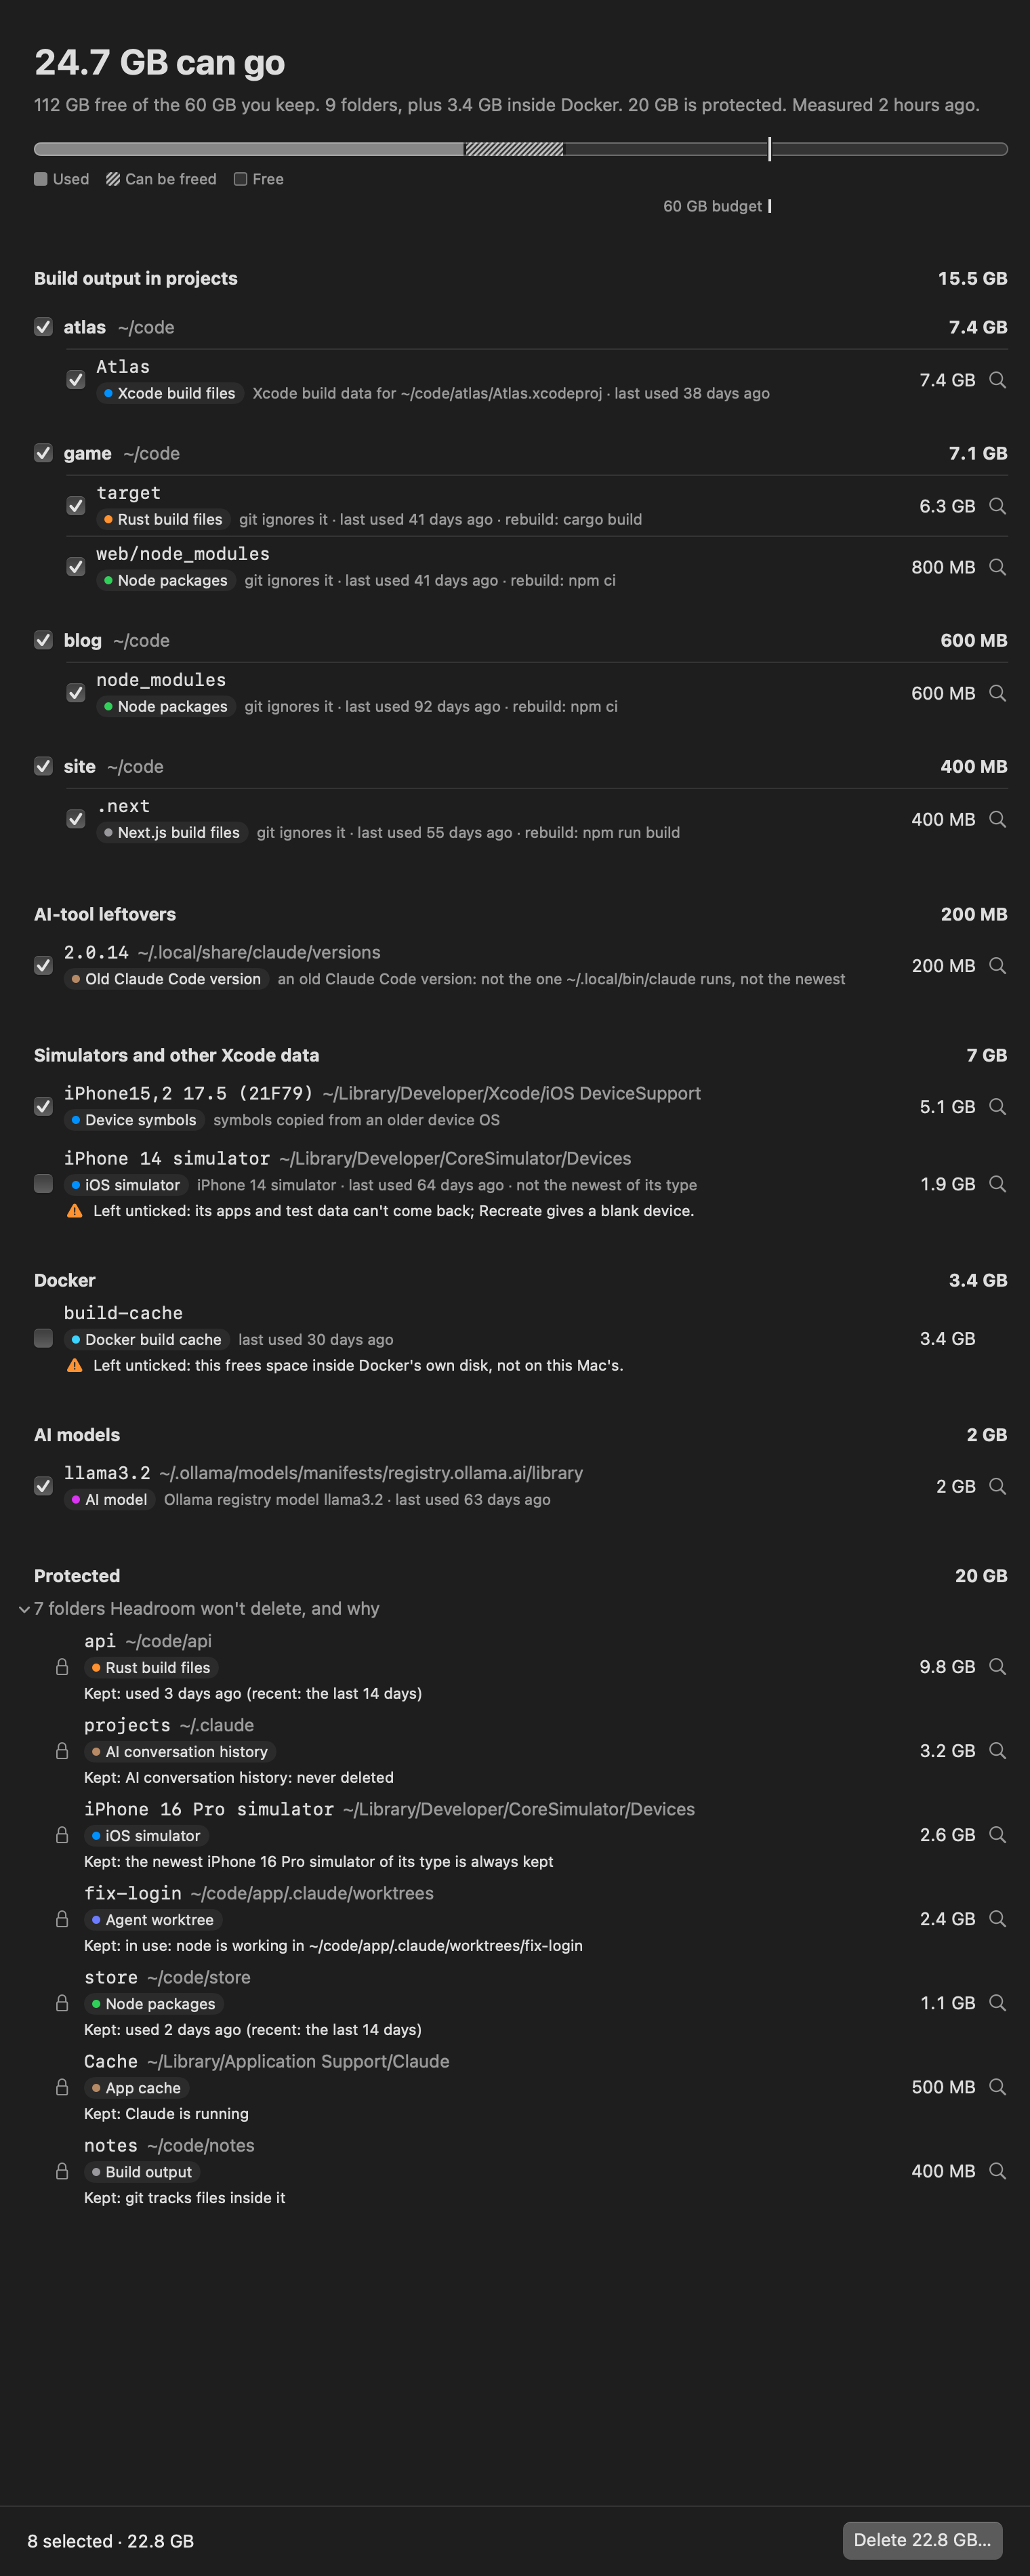 24.7 GB can go
112 GB free of the 60 GB you keep. 9 folders, plus 3.4 GB inside Docker. 20 GB is protected. Measured 2 hours ago.
Used Can be freed Free
60 GB budget
Build output in projects 15.5 GB
atlas ~/code 7.4 GB
Atlas
Xcode build files Xcode build data for ~/code/atlas/Atlas.xcodeproj · last used 38 days ago 7.4 GB
game ~/code 7.1 GB
target
Rust build files git ignores it · last used 41 days ago · rebuild: cargo build 6.3 GB
web/node_modules
Node packages git ignores it · last used 41 days ago · rebuild: npm ci 800 MB
blog ~/code 600 MB
node_modules
Node packages git ignores it · last used 92 days ago · rebuild: npm ci 600 MB
site ~/code 400 MB
.next
Next.js build files git ignores it · last used 55 days ago · rebuild: npm run build 400 MB
AI-tool leftovers 200 MB
2.0.14 ~/.local/share/claude/versions
Old Claude Code version an old Claude Code version: not the one ~/.local/bin/claude runs, not the newest 200 MB
Simulators and other Xcode data 7 GB
iPhone15,2 17.5 (21F79) ~/Library/Developer/Xcode/iOS DeviceSupport
Device symbols symbols copied from an older device OS 5.1 GB
iPhone 14 simulator ~/Library/Developer/CoreSimulator/Devices
iOS simulator iPhone 14 simulator · last used 64 days ago · not the newest of its type 1.9 GB
Left unticked: its apps and test data can't come back; Recreate gives a blank device.
Docker 3.4 GB
build-cache
Docker build cache last used 30 days ago 3.4 GB
Left unticked: this frees space inside Docker's own disk, not on this Mac's.
AI models 2 GB
llama3.2 ~/.ollama/models/manifests/registry.ollama.ai/library
AI model Ollama registry model llama3.2 · last used 63 days ago 2 GB
Protected 20 GB
7 folders Headroom won't delete, and why
api ~/code/api
Rust build files 9.8 GB
Kept: used 3 days ago (recent: the last 14 days)
projects ~/.claude
AI conversation history 3.2 GB
Kept: AI conversation history: never deleted
iPhone 16 Pro simulator ~/Library/Developer/CoreSimulator/Devices
iOS simulator 2.6 GB
Kept: the newest iPhone 16 Pro simulator of its type is always kept
fix-login ~/code/app/.claude/worktrees
Agent worktree 2.4 GB
Kept: in use: node is working in ~/code/app/.claude/worktrees/fix-login
store ~/code/store
Node packages 1.1 GB
Kept: used 2 days ago (recent: the last 14 days)
Cache ~/Library/Application Support/Claude
App cache 500 MB
Kept: Claude is running
notes ~/code/notes
Build output 400 MB
Kept: git tracks files inside it
8 selected · 22.8 GB Delete 22.8 GB...